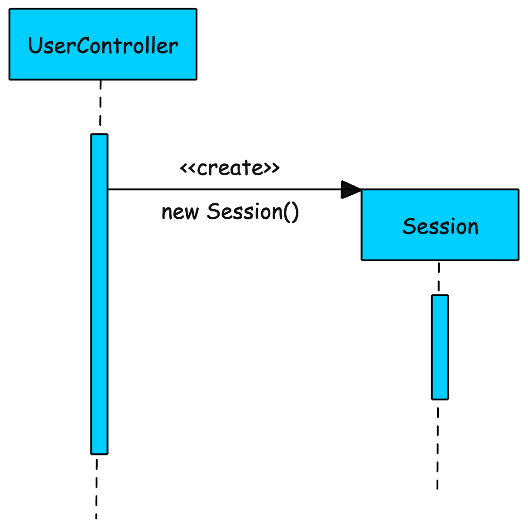 UserController
<<create>>
new Session()
Session